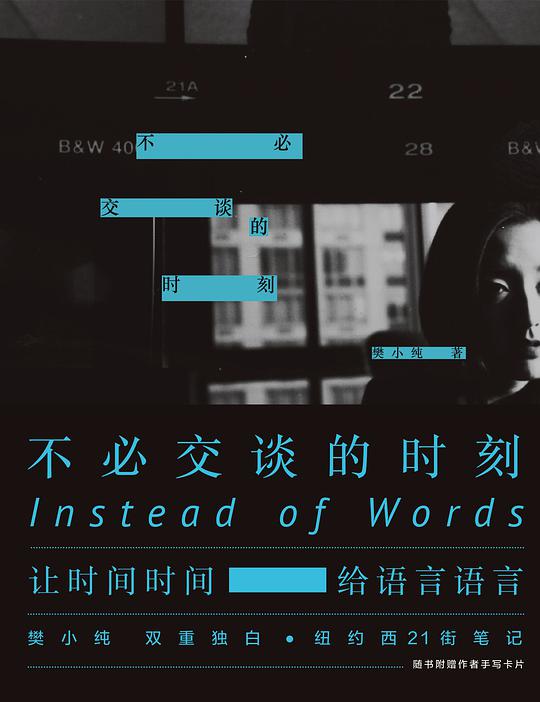 21A
22
B&W 40
不必
28
B&W
交谈
的
时刻
樊小纯 著
不必交谈的时刻
Instead of Words
让时间时间 给语言语言
樊小纯 双重独白 ● 纽约西21街笔记
随书附赠作者手写卡片